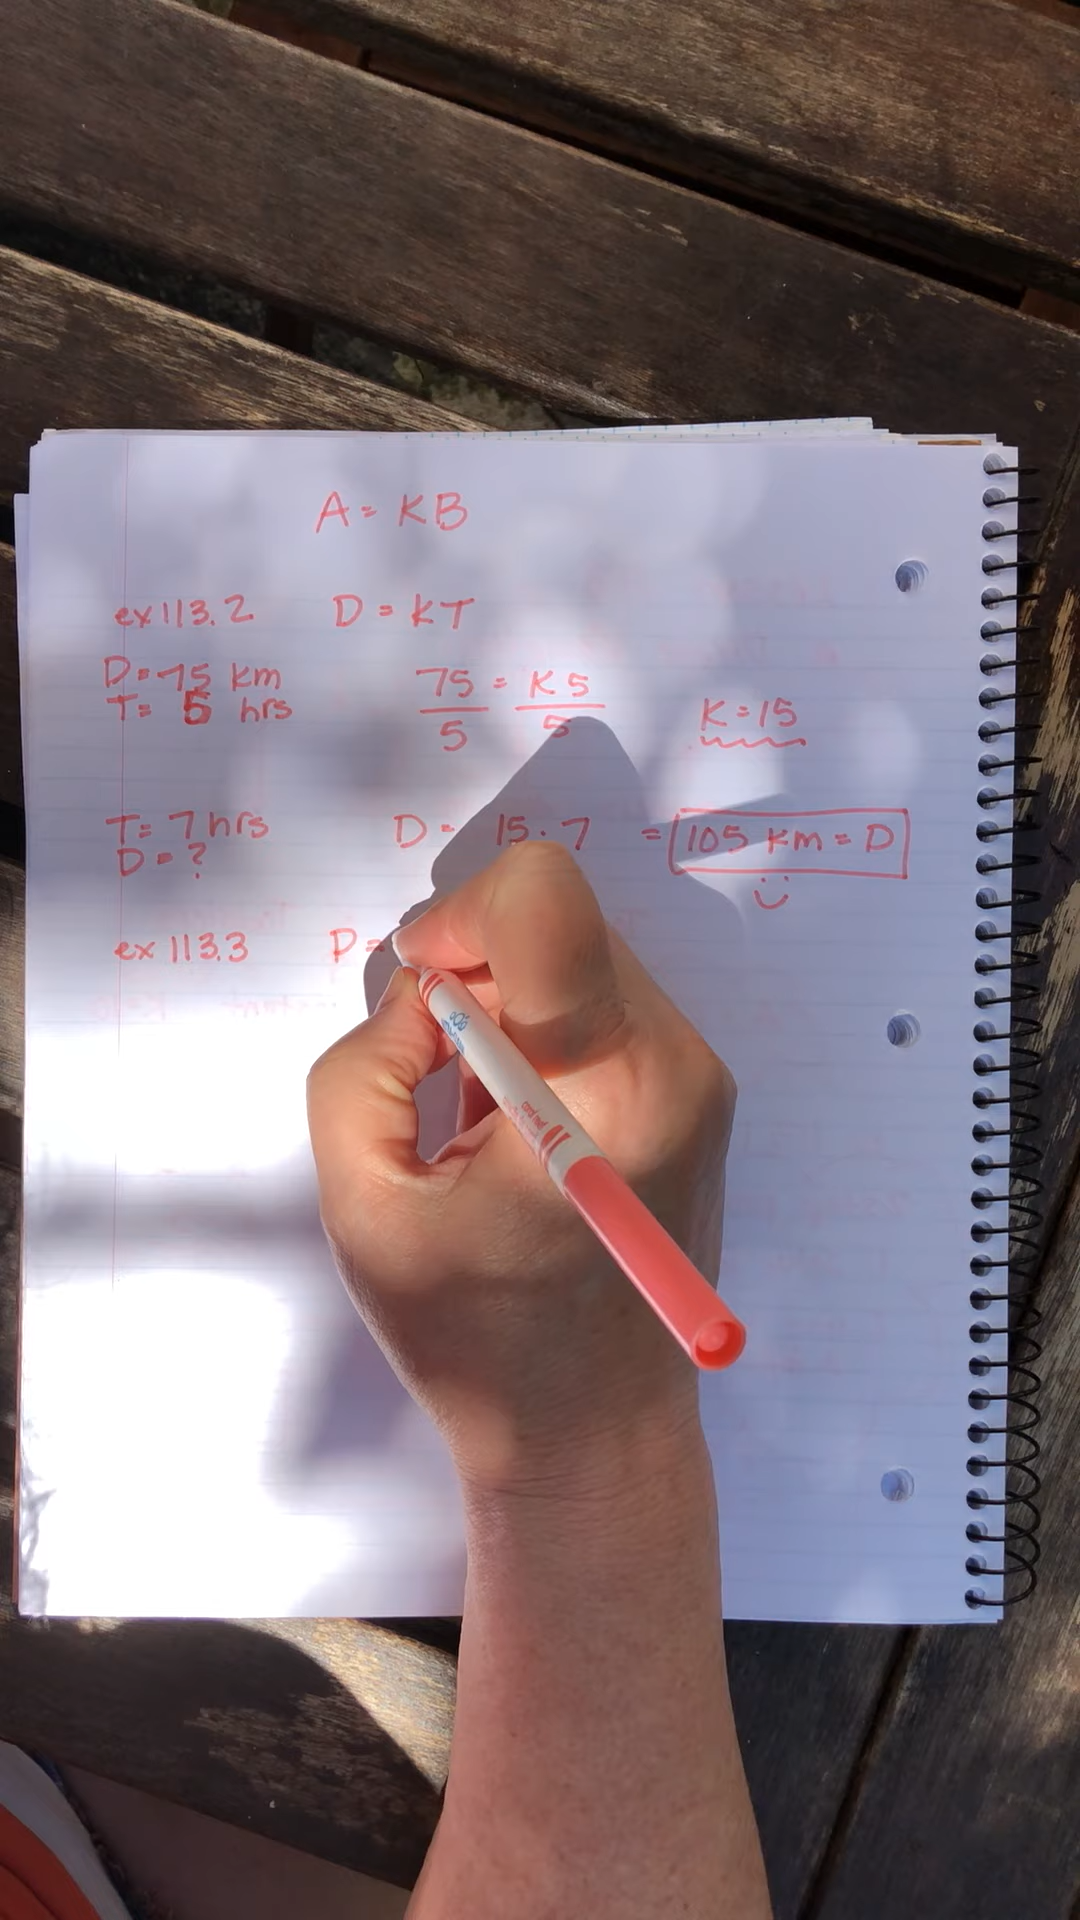 A = KB
ex 113.2 D = KT
D = 75 km
T = 5 hrs
75 = K5
5 5
K = 15
T = 7 hrs
D = ?
D = 15 · 7 = 105 km = D
ex 113.3 P =